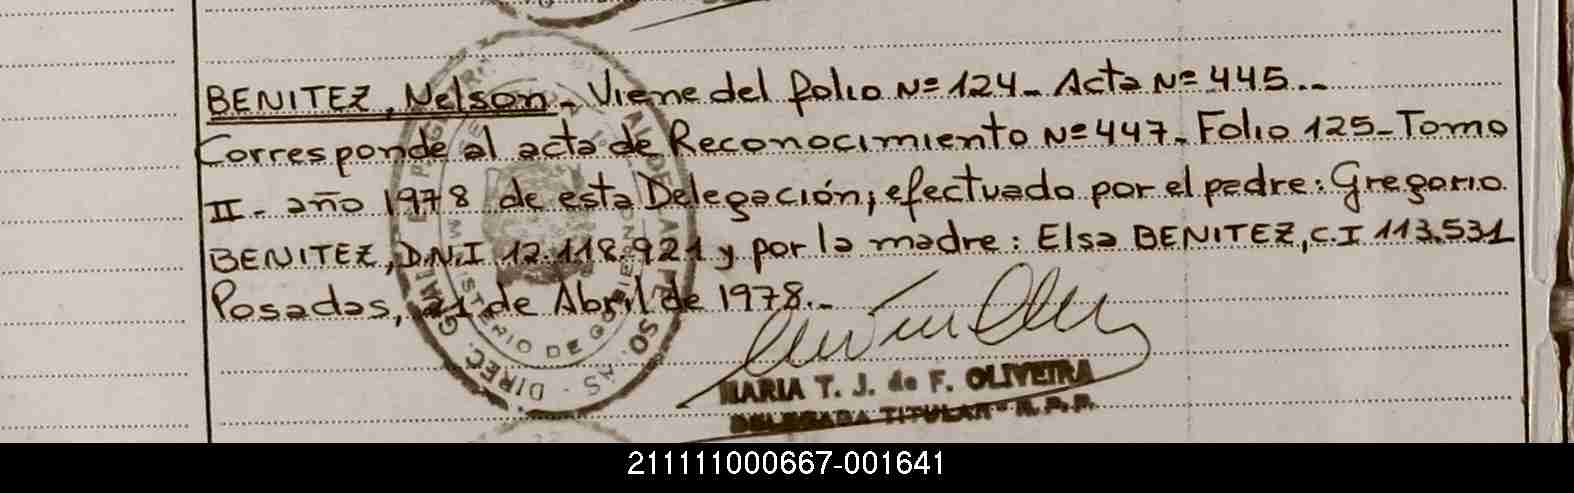 BENITEZ, Nelson - Viene del folio Nº 124 - Acta Nº 445 .-
Corresponde al acta de Reconocimiento Nº 447 - Folio 125 - Tomo
II - año 1978 de esta Delegación; efectuado por el padre: Gregorio
BENITEZ, D.N.I 12.118.921 y por la madre: Elsa BENITEZ, C.I 113.531
Posadas, 21 de Abril de 1978.-
MARIA T. J. de F. OLIVEIRA
DELEGADA TITULAR - R. P. P.
211111000667-001641